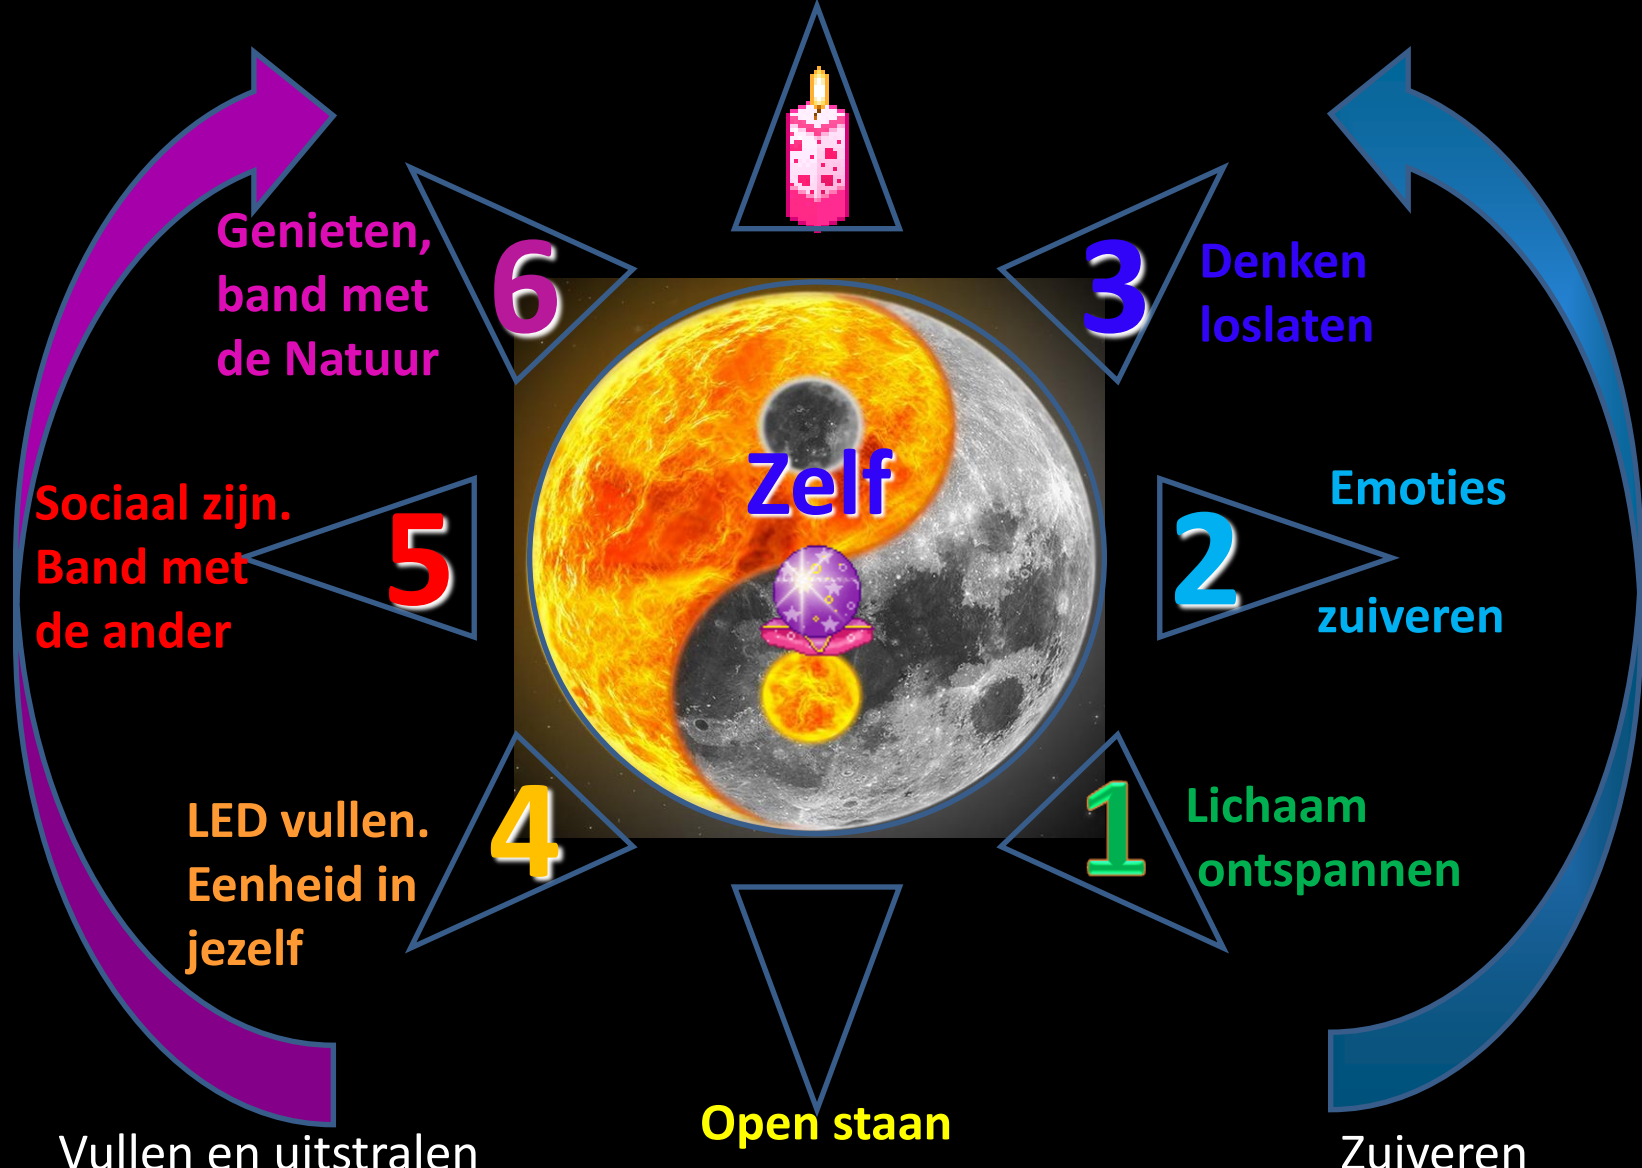 Genieten,
band met
de Natuur
6
3
Denken
loslaten
Zelf
Sociaal zijn.
Band met
de ander
5
2
Emoties
zuiveren
LED vullen.
Eenheid in
jezelf
4
1
Lichaam
ontspannen
Open staan
Vullen en uitstralen
Zuiveren